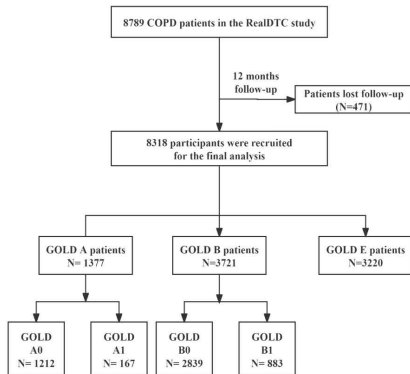 8789 COPD patients in the RealDTC study
12 months
follow-up
Patients lost follow-up
(N=471)
8318 participants were recruited
for the final analysis
GOLD A patients
N= 1377
GOLD B patients
N=3721
GOLD E patients
N=3220
GOLD
A0
N= 1212
GOLD
A1
N= 167
GOLD
B0
N= 2839
GOLD
B1
N= 883